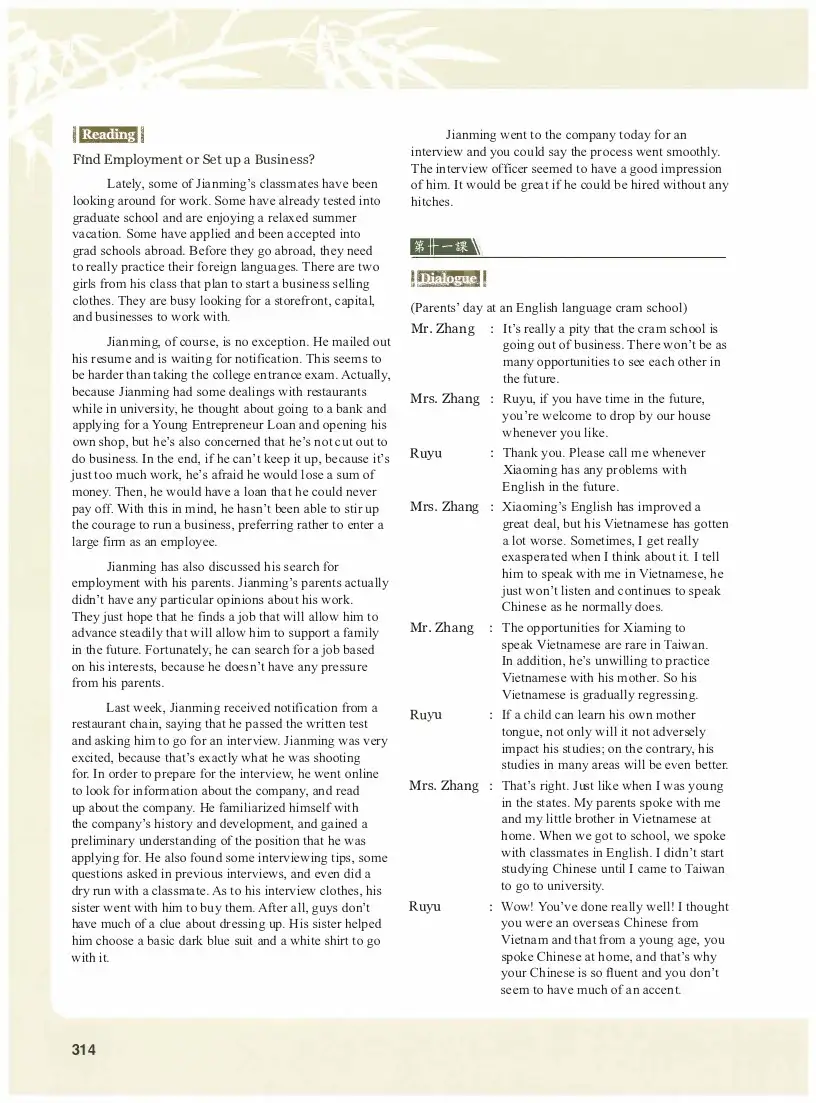 Reading
Find Employment or Set up a Business?
Lately, some of Jianming's classmates have been
looking around for work. Some have already tested into
graduate school and are enjoying a relaxed summer
vacation. Some have applied and been accepted into
grad schools abroad. Before they go abroad, they need
to really practice their foreign languages. There are two
girls from his class that plan to start a business selling
clothes. They are busy looking for a storefront, capital,
and businesses to work with.
Jianming, of course, is no exception. He mailed out
his resume and is waiting for notification. This seems to
be harder than taking the college entrance exam. Actually,
because Jianming had some dealings with restaurants
while in university, he thought about going to a bank and
applying for a Young Entrepreneur Loan and opening his
own shop, but he's also concerned that he's not cut out to
do business. In the end, if he can't keep it up, because it's
just too much work, he's afraid he would lose a sum of
money. Then, he would have a loan that he could never
pay off. With this in mind, he hasn't been able to stir up
the courage to run a business, preferring rather to enter a
large firm as an employee.
Jianming has also discussed his search for
employment with his parents. Jianming's parents actually
didn't have any particular opinions about his work.
They just hope that he finds a job that will allow him to
advance steadily that will allow him to support a family
in the future. Fortunately, he can search for a job based
on his interests, because he doesn't have any pressure
from his parents.
Last week, Jianming received notification from a
restaurant chain, saying that he passed the written test
and asking him to go for an interview. Jianming was very
excited, because that's exactly what he was shooting
for. In order to prepare for the interview, he went online
to look for information about the company, and read
up about the company. He familiarized himself with
the company's history and development, and gained a
preliminary understanding of the position that he was
applying for. He also found some interviewing tips, some
questions asked in previous interviews, and even did a
dry run with a classmate. As to his interview clothes, his
sister went with him to buy them. After all, guys don't
have much of a clue about dressing up. His sister helped
him choose a basic dark blue suit and a white shirt to go
with it.
Jianming went to the company today for an
interview and you could say the process went smoothly.
The interview officer seemed to have a good impression
of him. It would be great if he could be hired without any
hitches.
第十一課
Dialogue
(Parents' day at an English language cram school)
Mr. Zhang : It's really a pity that the cram school is
going out of business. There won't be as
many opportunities to see each other in
the future.
Mrs. Zhang : Ruyu, if you have time in the future,
you're welcome to drop by our house
whenever you like.
Ruyu : Thank you. Please call me whenever
Xiaoming has any problems with
English in the future.
Mrs. Zhang : Xiaoming's English has improved a
great deal, but his Vietnamese has gotten
a lot worse. Sometimes, I get really
exasperated when I think about it. I tell
him to speak with me in Vietnamese, he
just won't listen and continues to speak
Chinese as he normally does.
Mr. Zhang : The opportunities for Xiaming to
speak Vietnamese are rare in Taiwan.
In addition, he's unwilling to practice
Vietnamese with his mother. So his
Vietnamese is gradually regressing.
Ruyu : If a child can learn his own mother
tongue, not only will it not adversely
impact his studies; on the contrary, his
studies in many areas will be even better.
Mrs. Zhang : That's right. Just like when I was young
in the states. My parents spoke with me
and my little brother in Vietnamese at
home. When we got to school, we spoke
with classmates in English. I didn't start
studying Chinese until I came to Taiwan
to go to university.
Ruyu : Wow! You've done really well! I thought
you were an overseas Chinese from
Vietnam and that from a young age, you
spoke Chinese at home, and that's why
your Chinese is so fluent and you don't
seem to have much of an accent.
314